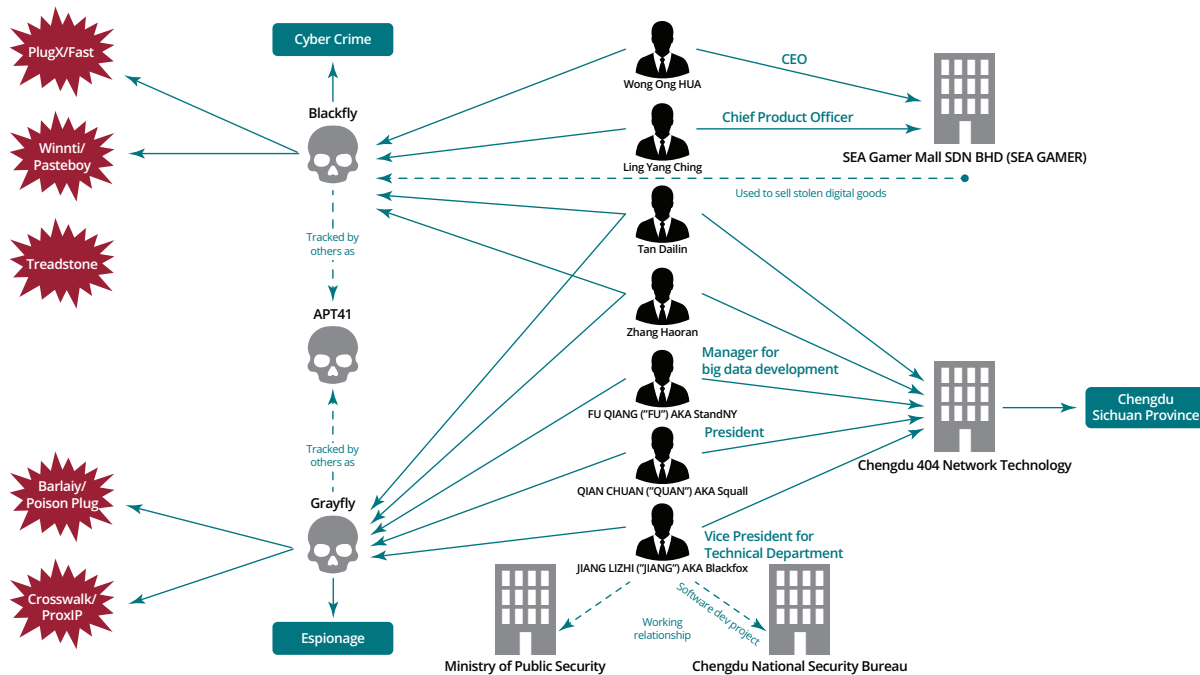 PlugX/Fast
Cyber Crime
Wong Ong HUA
CEO
Blackfly
Winnti/
Pasteboy
Ling Yang Ching
Chief Product Officer
SEA Gamer Mall SDN BHD (SEA GAMER)
Used to sell stolen digital goods
Treadstone
Tracked by
others as
Tan Dailin
APT41
Zhang Haoran
Manager for
big data development
FU QIANG ("FU") AKA StandNY
Chengdu
Sichuan Province
President
Tracked by
others as
Chengdu 404 Network Technology
QIAN CHUAN ("QUAN") AKA Squall
Barlaiy/
Poison Plug
Grayfly
Vice President for
Technical Department
JIANG LIZHI ("JIANG") AKA Blackfox
Crosswalk/
ProxIP
Software dev project
Working
relationship
Espionage
Ministry of Public Security
Chengdu National Security Bureau